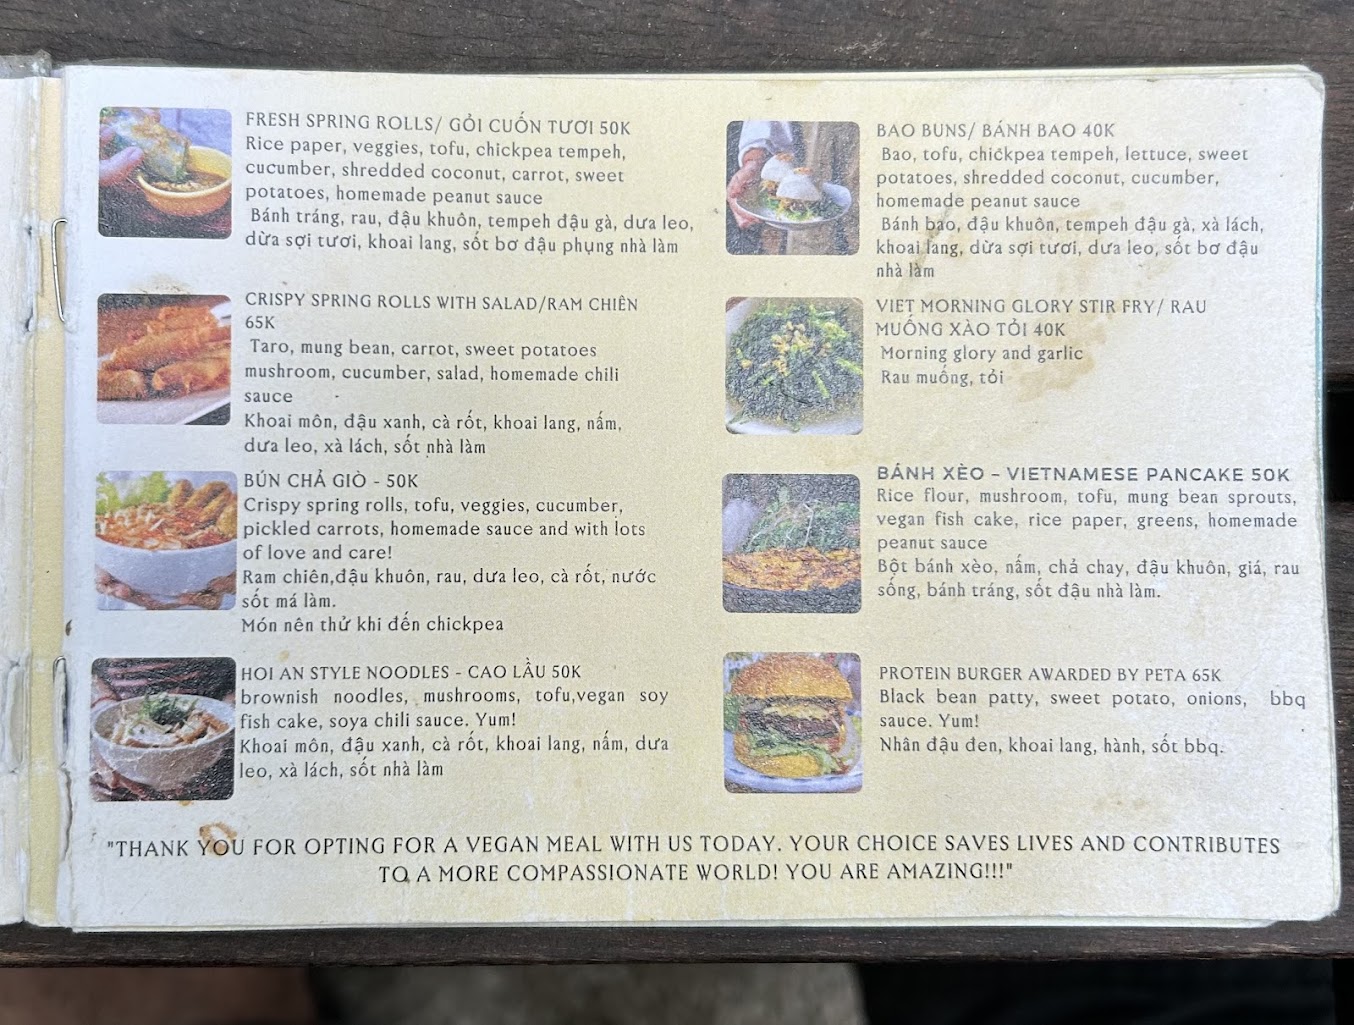 FRESH SPRING ROLLS/ GỎI CUỐN TƯƠI 50K
Rice paper, veggies, tofu, chickpea tempeh,
cucumber, shredded coconut, carrot, sweet
potatoes, homemade peanut sauce
Bánh tráng, rau, đậu khuôn, tempeh đậu gà, dưa leo,
dừa sợi tươi, khoai lang, sốt bơ đậu phụng nhà làm
CRISPY SPRING ROLLS WITH SALAD/RAM CHIÊN
65K
Taro, mung bean, carrot, sweet potatoes
mushroom, cucumber, salad, homemade chili
sauce
Khoai môn, đậu xanh, cà rốt, khoai lang, nấm,
dưa leo, xà lách, sốt nhà làm
BÚN CHẢ GIÒ - 50K
Crispy spring rolls, tofu, veggies, cucumber,
pickled carrots, homemade sauce and with lots
of love and care!
Ram chiên,đậu khuôn, rau, dưa leo, cà rốt, nước
sốt má làm.
Món nên thử khi đến chickpea
HOI AN STYLE NOODLES - CAO LẦU 50K
brownish noodles, mushrooms, tofu,vegan soy
fish cake, soya chili sauce. Yum!
Khoai môn, đậu xanh, cà rốt, khoai lang, nấm, dưa
leo, xà lách, sốt nhà làm
BAO BUNS/ BÁNH BAO 40K
Bao, tofu, chickpea tempeh, lettuce, sweet
potatoes, shredded coconut, cucumber,
homemade peanut sauce
Bánh bao, đậu khuôn, tempeh đậu gà, xà lách,
khoai lang, dừa sợi tươi, dưa leo, sốt bơ đậu
nhà làm
VIET MORNING GLORY STIR FRY/ RAU
MUỐNG XÀO TỎI 40K
Morning glory and garlic
Rau muống, tỏi
BÁNH XÈO – VIETNAMESE PANCAKE 50K
Rice flour, mushroom, tofu, mung bean sprouts,
vegan fish cake, rice paper, greens, homemade
peanut sauce
Bột bánh xèo, nấm, chả chay, đậu khuôn, giá, rau
sống, bánh tráng, sốt đậu nhà làm.
PROTEIN BURGER AWARDED BY PETA 65K
Black bean patty, sweet potato, onions, bbq
sauce. Yum!
Nhân đậu đen, khoai lang, hành, sốt bbq.
"THANK YOU FOR OPTING FOR A VEGAN MEAL WITH US TODAY. YOUR CHOICE SAVES LIVES AND CONTRIBUTES
TO A MORE COMPASSIONATE WORLD! YOU ARE AMAZING!!!"